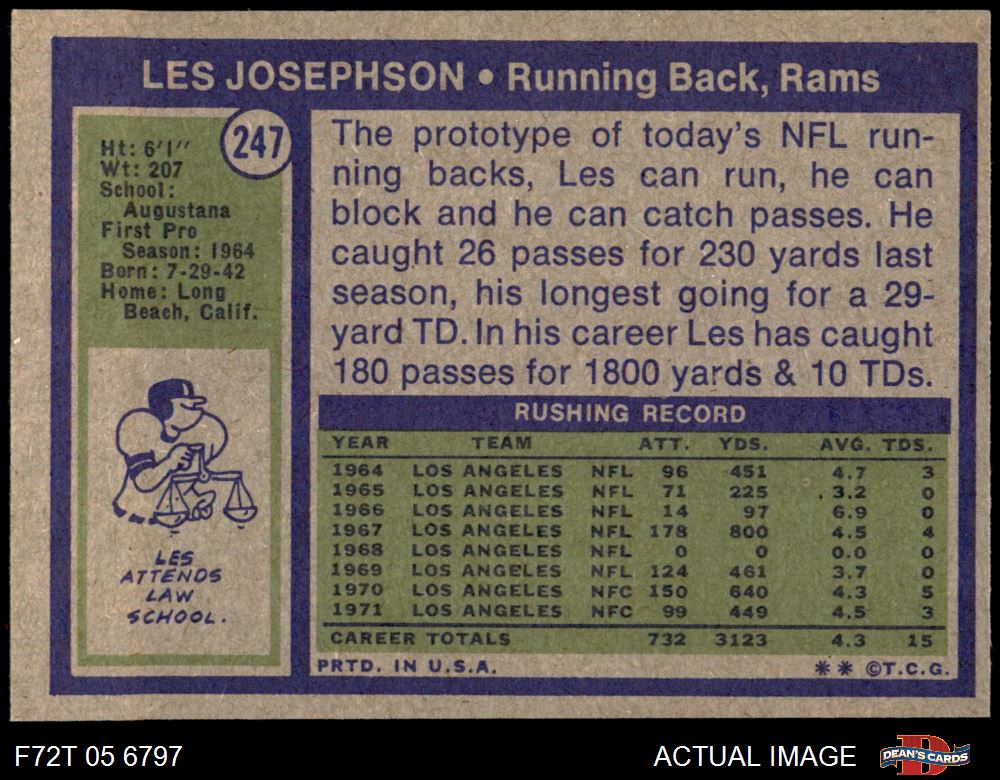 LES JOSEPHSON • Running Back, Rams
247
Ht: 6'1''
Wt: 207
School:
Augustana
First Pro
Season: 1964
Born: 7-29-42
Home: Long
Beach, Calif.
LES
ATTENDS
LAW
SCHOOL.
The prototype of today's NFL run-
ning backs, Les can run, he can
block and he can catch passes. He
caught 26 passes for 230 yards last
season, his longest going for a 29-
yard TD. In his career Les has caught
180 passes for 1800 yards & 10 TDs.
RUSHING RECORD
YEAR TEAM ATT. YDS. AVG. TDS.
1964 LOS ANGELES NFL 96 451 4.7 3
1965 LOS ANGELES NFL 71 225 3.2 0
1966 LOS ANGELES NFL 14 97 6.9 0
1967 LOS ANGELES NFL 178 800 4.5 4
1968 LOS ANGELES NFL 0 0 0.0 0
1969 LOS ANGELES NFL 124 461 3.7 0
1970 LOS ANGELES NFC 150 640 4.3 5
1971 LOS ANGELES NFC 99 449 4.5 3
CAREER TOTALS 732 3123 4.3 15
PRTD. IN U.S.A. ** ©T.C.G.
F72T 05 6797 ACTUAL IMAGE DEAN'S CARDS